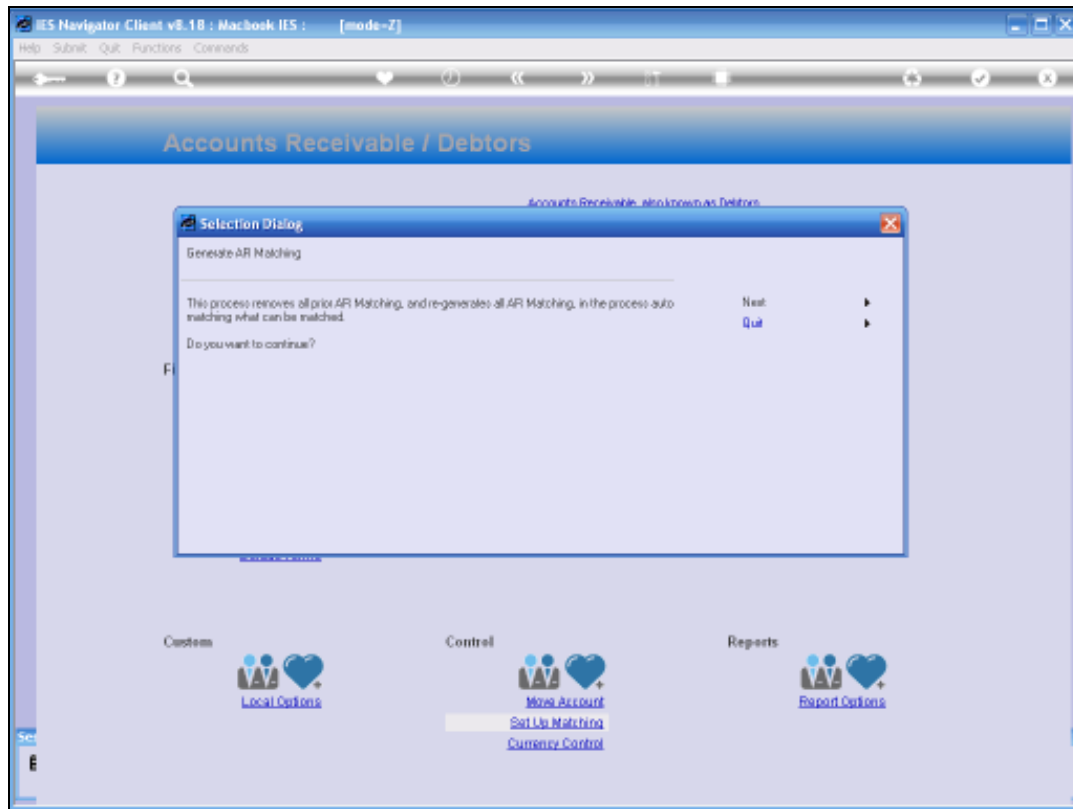 IES Navigator Client v8.18 : Macbook IES : [mode=Z]
Help Submit Quit Functions Commands
Accounts Receivable / Debtors
Accounts Receivable, also known as Debtors
Selection Dialog
Generate AR Matching
This process removes all prior AR Matching, and re-generates all AR Matching, in the process auto
matching what can be matched.
Do you want to continue?
Next
Quit
Fi
Custom
Local Options
Control
Move Account
Set Up Matching
Currency Control
Reports
Report Options